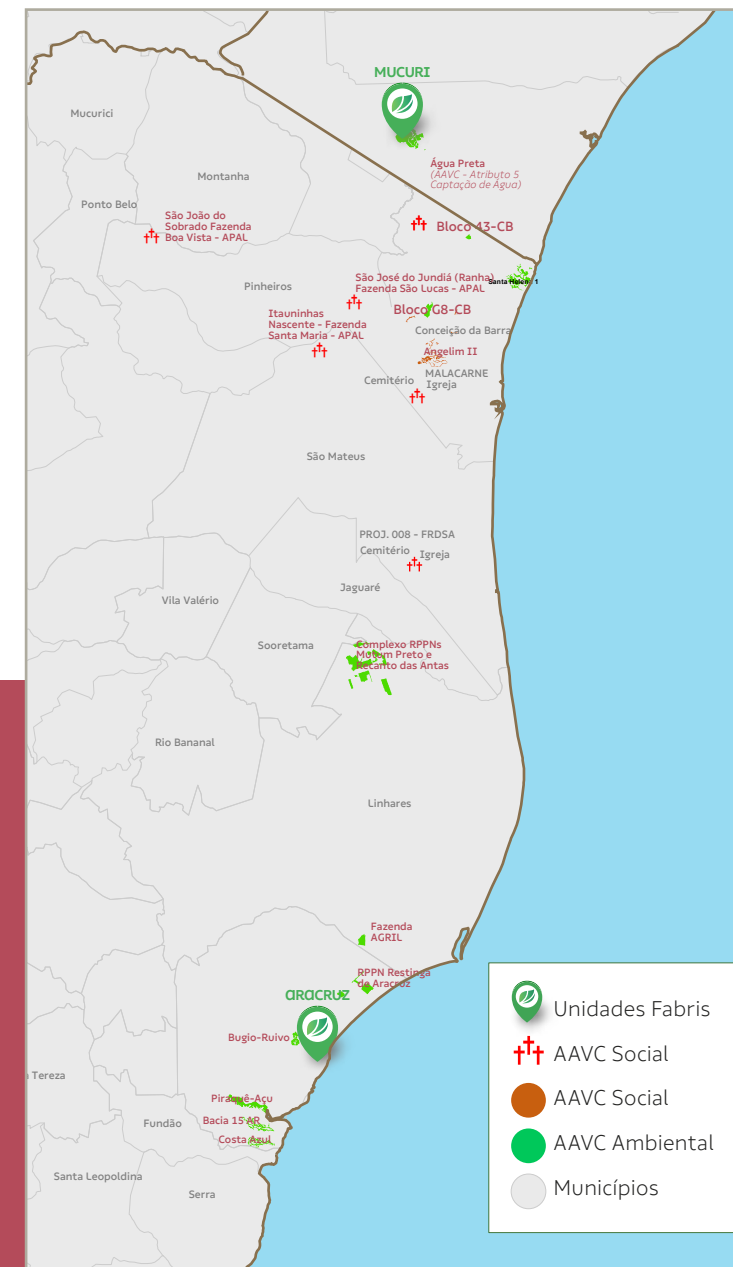 MUCURI
Mucurici
Água Preta
(AAVC - Atributo 5
Captação de Água)
Montanha
Ponto Belo
São João do
Sobrado Fazenda
Boa Vista - APAL
Bloco 43-CB
São José do Jundiá (Ranha)
Fazenda São Lucas - APAL
Santa Helena 1
Pinheiros
Bloco G8-CB
Itauninhas
Nascente - Fazenda
Santa Maria - APAL
Conceição da Barra
Angelim II
MALACARNE
Cemitério
Igreja
São Mateus
PROJ. 008 - FRDSA
Cemitério
Igreja
Jaguaré
Vila Valério
Sooretama
Complexo RPPNs
Mutum Preto e
Recanto das Antas
Rio Bananal
Linhares
Fazenda
AGRIL
RPPN Restinga
de Aracruz
ARACRUZ
Bugio-Ruivo
Tereza
Piraquê-Açu
Bacia 15 AR
Fundão
Costa Azul
Santa Leopoldina
Serra
Unidades Fabris
AAVC Social
AAVC Social
AAVC Ambiental
Municípios